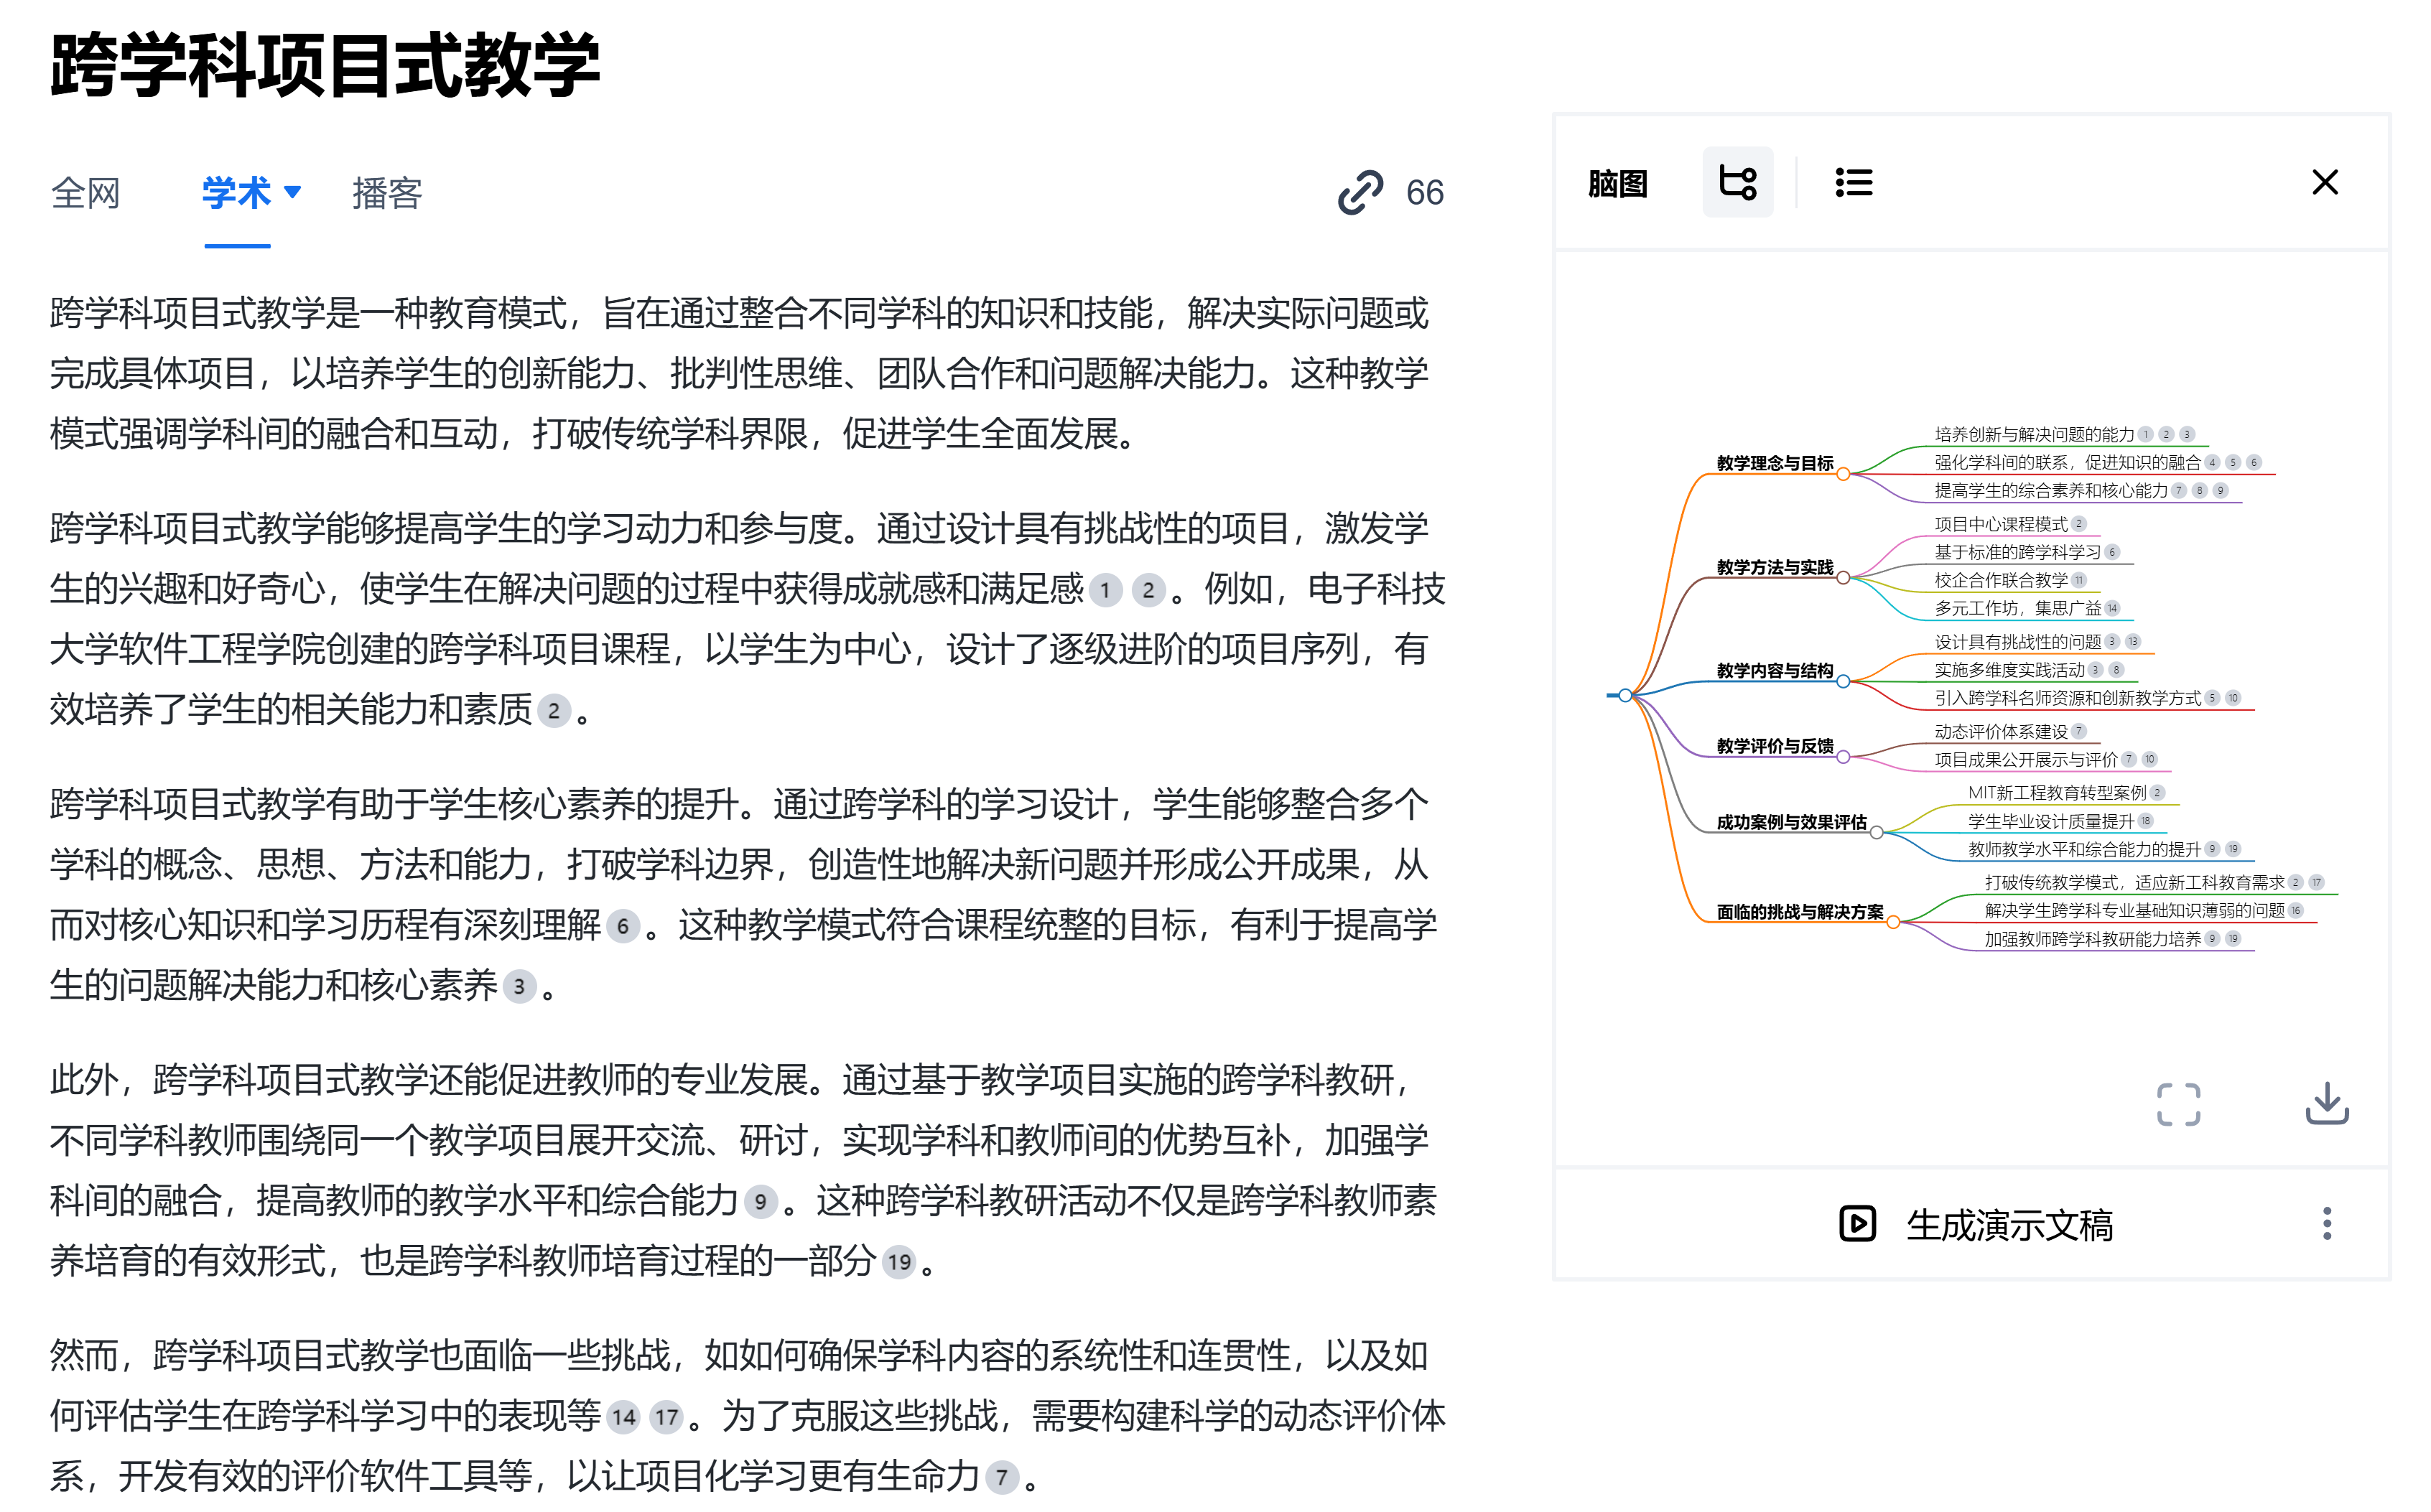 跨学科项目式教学
全网 学术 播客 66
跨学科项目式教学是一种教育模式，旨在通过整合不同学科的知识和技能，解决实际问题或
完成具体项目，以培养学生的创新能力、批判性思维、团队合作和问题解决能力。这种教学
模式强调学科间的融合和互动，打破传统学科界限，促进学生全面发展。
跨学科项目式教学能够提高学生的学习动力和参与度。通过设计具有挑战性的项目，激发学
生的兴趣和好奇心，使学生在解决问题的过程中获得成就感和满足感 1 2 。例如，电子科技
大学软件工程学院创建的跨学科项目课程，以学生为中心，设计了逐级进阶的项目序列，有
效培养了学生的相关能力和素质 2 。
跨学科项目式教学有助于学生核心素养的提升。通过跨学科的学习设计，学生能够整合多个
学科的概念、思想、方法和能力，打破学科边界，创造性地解决新问题并形成公开成果，从
而对核心知识和学习历程有深刻理解 6 。这种教学模式符合课程统整的目标，有利于提高学
生的问题解决能力和核心素养 3 。
此外，跨学科项目式教学还能促进教师的专业发展。通过基于教学项目实施的跨学科教研，
不同学科教师围绕同一个教学项目展开交流、研讨，实现学科和教师间的优势互补，加强学
科间的融合，提高教师的教学水平和综合能力 9 。这种跨学科教研活动不仅是跨学科教师素
养培育的有效形式，也是跨学科教师培育过程的一部分 19 。
然而，跨学科项目式教学也面临一些挑战，如如何确保学科内容的系统性和连贯性，以及如
何评估学生在跨学科学习中的表现等 14 17 。为了克服这些挑战，需要构建科学的动态评价体
系，开发有效的评价软件工具等，以让项目化学习更有生命力 7 。
脑图
教学理念与目标
培养创新与解决问题的能力 1 2 3
强化学科间的联系，促进知识的融合 4 5 6
提高学生的综合素养和核心能力 7 8 9
教学方法与实践
项目中心课程模式 2
基于标准的跨学科学习 6
校企合作联合教学 11
多元工作坊，集思广益 14
教学内容与结构
设计具有挑战性的问题 3 13
实施多维度实践活动 3 8
引入跨学科名师资源和创新教学方式 5 10
教学评价与反馈
动态评价体系建设 7
项目成果公开展示与评价 7 10
成功案例与效果评估
MIT新工程教育转型案例 2
学生毕业设计质量提升 18
教师教学水平和综合能力的提升 9 19
面临的挑战与解决方案
打破传统教学模式，适应新工科教育需求 2 17
解决学生跨学科专业基础知识薄弱的问题 16
加强教师跨学科教研能力培养 9 19
生成演示文稿